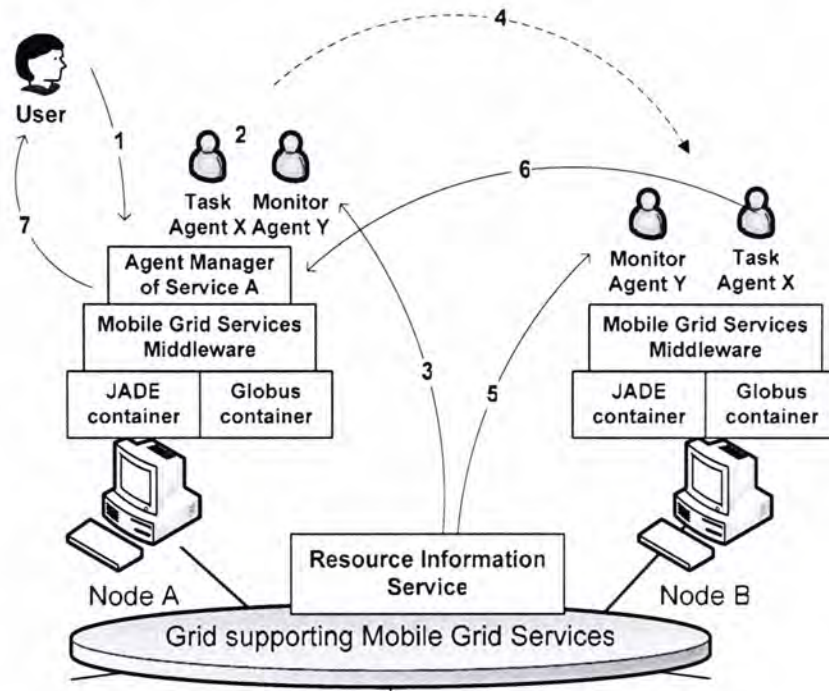 4
User
1
2
Task Monitor
Agent X Agent Y
6
7
Monitor Task
Agent Y Agent X
Agent Manager
of Service A
Mobile Grid Services
Middleware
3
5
Mobile Grid Services
Middleware
JADE
container
Globus
container
JADE
container
Globus
container
Resource Information
Service
Node A
Node B
Grid supporting Mobile Grid Services